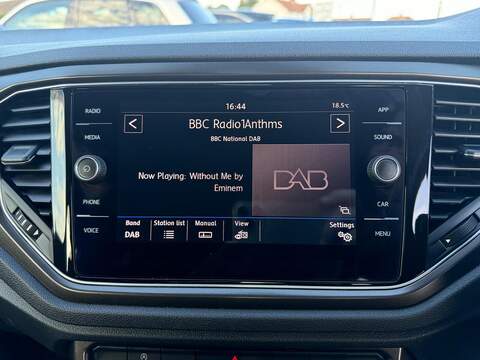 16:44
18.5°C
RADIO
MEDIA
PHONE
VOICE
BBC Radio1Anthms
BBC National DAB
Now Playing: Without Me by
Eminem
DAB
Band
DAB
Station list
Manual
View
Settings
APP
SOUND
CAR
MENU